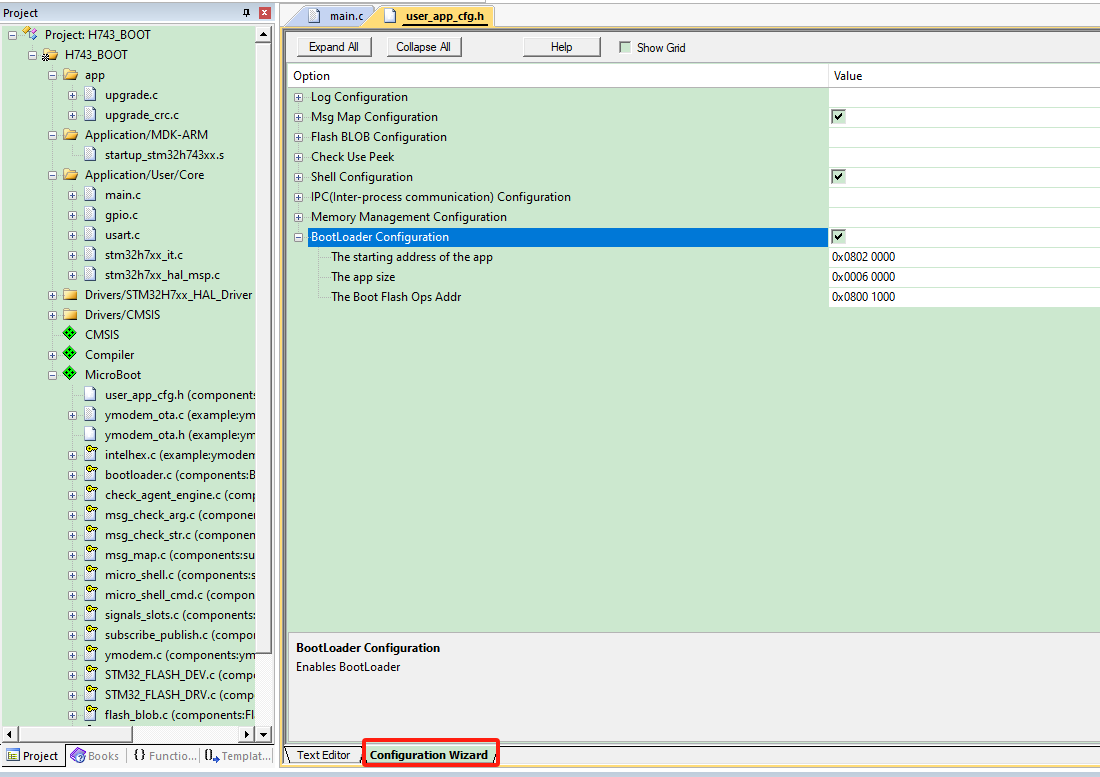 Project
Project: H743_BOOT
H743_BOOT
app
upgrade.c
upgrade_crc.c
Application/MDK-ARM
startup_stm32h743xx.s
Application/User/Core
main.c
gpio.c
usart.c
stm32h7xx_it.c
stm32h7xx_hal_msp.c
Drivers/STM32H7xx_HAL_Driver
Drivers/CMSIS
CMSIS
Compiler
MicroBoot
user_app_cfg.h (components:
ymodem_ota.c (example:ym
ymodem_ota.h (example:ym
intelhex.c (example:ymodem
bootloader.c (components:B
check_agent_engine.c (comp
msg_check_arg.c (componer
msg_check_str.c (componen
msg_map.c (components:su
micro_shell.c (components:s
micro_shell_cmd.c (compon
signals_slots.c (components:
subscribe_publish.c (compon
ymodem.c (components:ym
STM32_FLASH_DEV.c (comp
STM32_FLASH_DRV.c (comp
flash_blob.c (components:Fl
Project
Books
{} Functio...
Templat...
main.c
user_app_cfg.h
Expand All
Collapse All
Help
Show Grid
Option Value
Log Configuration
Msg Map Configuration
Flash BLOB Configuration
Check Use Peek
Shell Configuration
IPC(Inter-process communication) Configuration
Memory Management Configuration
BootLoader Configuration
The starting address of the app 0x0802 0000
The app size 0x0006 0000
The Boot Flash Ops Addr 0x0800 1000
BootLoader Configuration
Enables BootLoader
Text Editor
Configuration Wizard